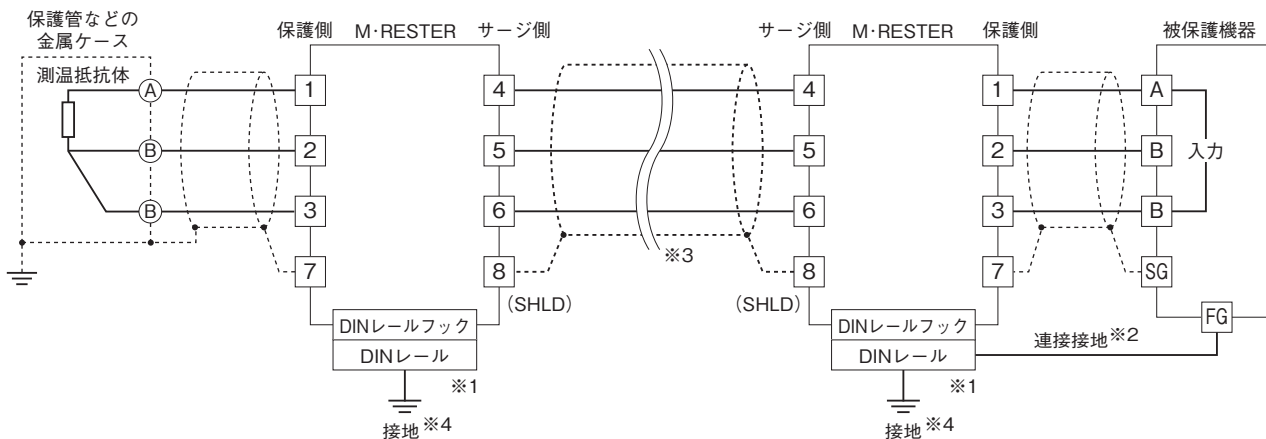 保護管などの
金属ケース
測温抵抗体
A
B
B
保護側
M·RESTER
サージ側
1
2
3
7
4
5
6
8
(SHLD)
DINレールフック
DINレール
※1
接地※4
※3
サージ側
M·RESTER
保護側
4
5
6
8
(SHLD)
1
2
3
7
DINレールフック
DINレール
※1
接地※4
連接接地※2
被保護機器
A
B
B
SG
FG
入力